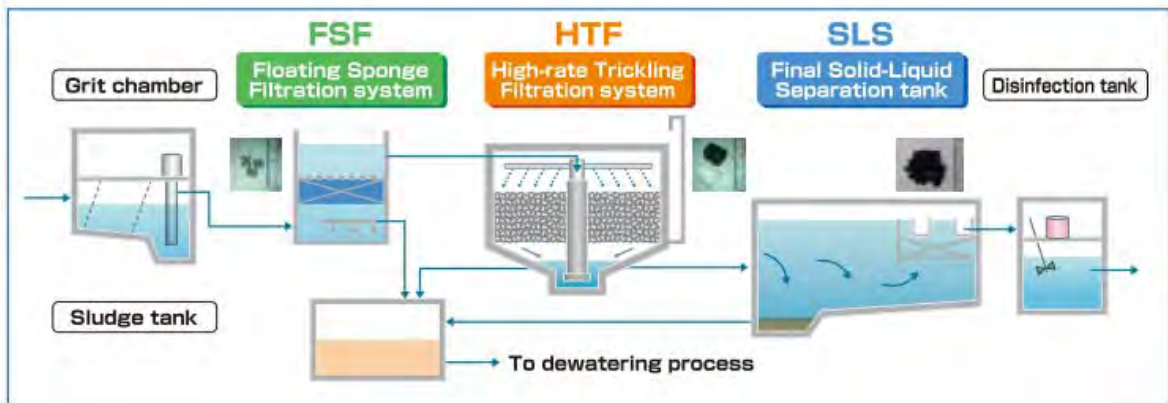 FSF
HTF
SLS
Grit chamber
Floating Sponge
Filtration system
High-rate Trickling
Filtration system
Final Solid-Liquid
Separation tank
Disinfection tank
Sludge tank
To dewatering process